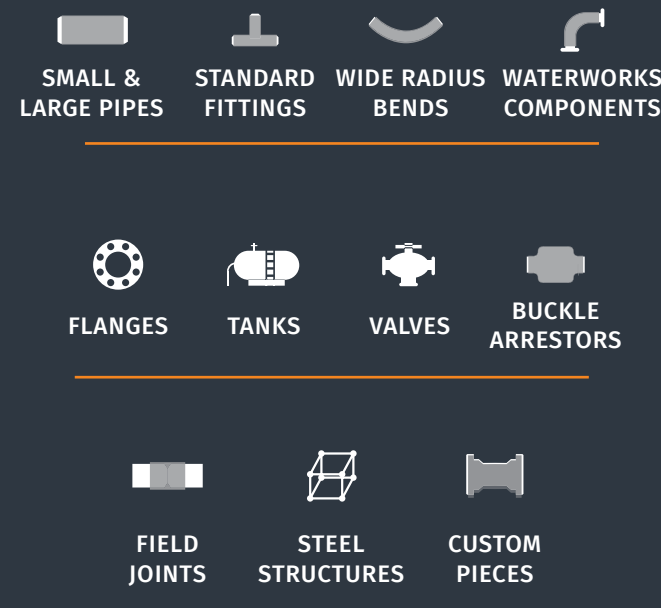 SMALL &
LARGE PIPES
STANDARD
FITTINGS
WIDE RADIUS
BENDS
WATERWORKS
COMPONENTS
FLANGES
TANKS
VALVES
BUCKLE
ARRESTORS
FIELD
JOINTS
STEEL
STRUCTURES
CUSTOM
PIECES